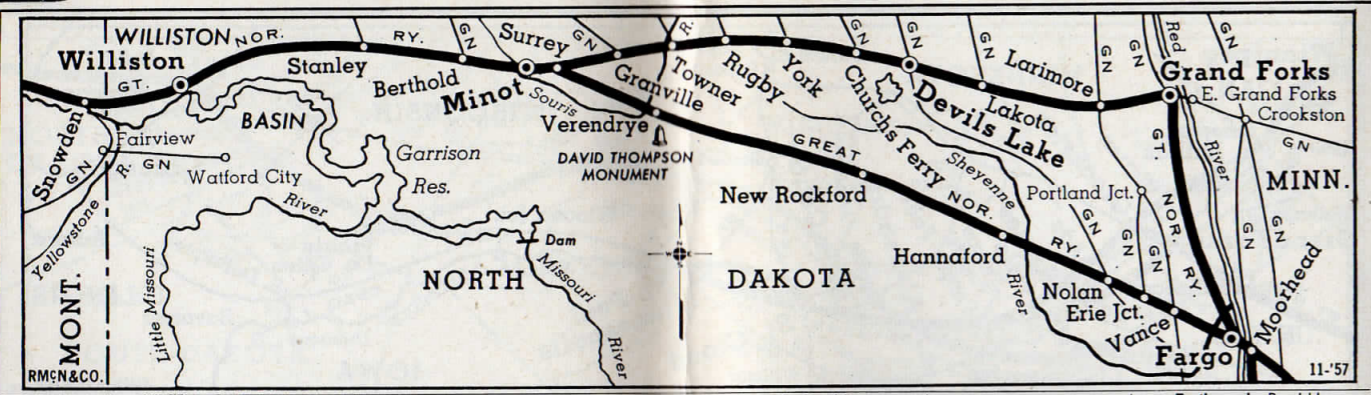 WILLISTON
BASIN
Williston
GT.
NOR.
RY.
Stanley
Berthold
GN
GN
Surrey
Minot
Souris
GN
R.
Granville
Towner
Verendrye
DAVID THOMPSON
MONUMENT
Rugby
York
Churchs Ferry
GN
GN
Devils Lake
GN
Lakota
Larimore
GN
GN
Red
River
GN
Grand Forks
E. Grand Forks
Crookston
GN
MINN.
Snowden
Fairview
GN
GN
R.
Yellowstone
Watford City
Garrison
Res.
River
Little Missouri
Dam
Missouri
River
NORTH
DAKOTA
GREAT
NOR.
RY.
New Rockford
Sheyenne
River
Hannaford
Portland Jct.
GN
GN
GN
GT.
NOR.
RY.
GN
GN
Nolan
Erie Jct.
Vance
Fargo
Moorhead
MONT.
RMCN&CO.
11-'57